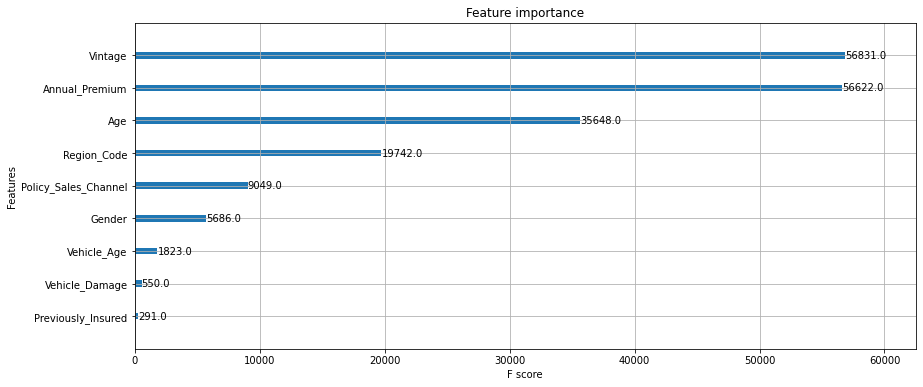 Feature importance
Features
Vintage
56831.0
Annual_Premium
56622.0
Age
35648.0
Region_Code
19742.0
Policy_Sales_Channel
9049.0
Gender
5686.0
Vehicle_Age
1823.0
Vehicle_Damage
550.0
Previously_Insured
291.0
0 10000 20000 30000 40000 50000 60000
F score